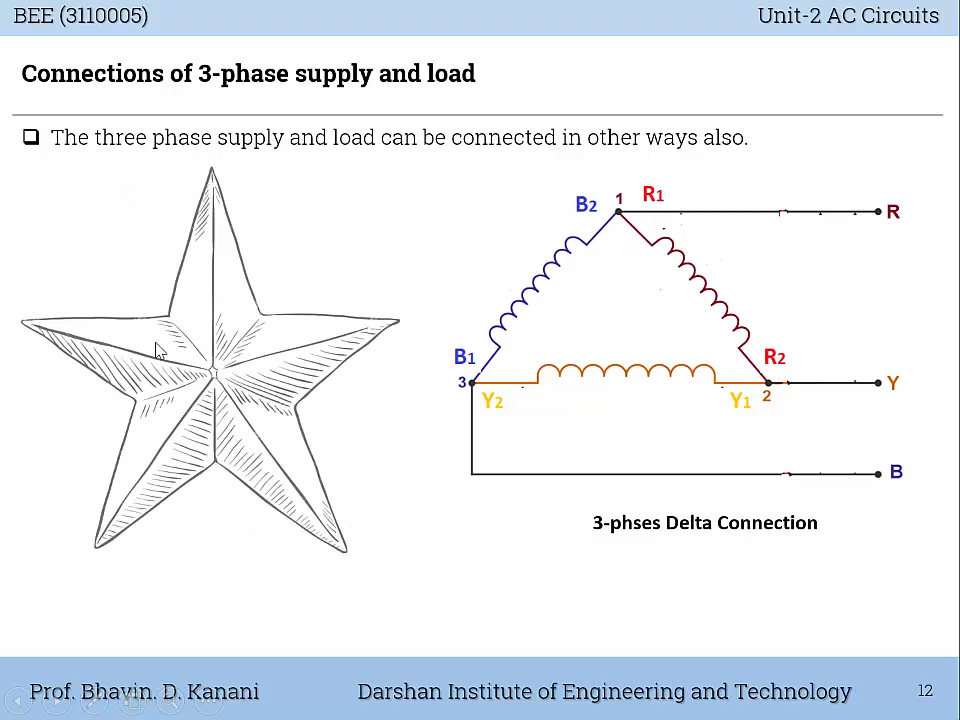 BEE (3110005)
Unit-2 AC Circuits
Connections of 3-phase supply and load
The three phase supply and load can be connected in other ways also.
B2
1
R1
R
B1
R2
3
Y
Y2
Y1
2
B
3-phses Delta Connection
Prof. Bhavin. D. Kanani
Darshan Institute of Engineering and Technology
12